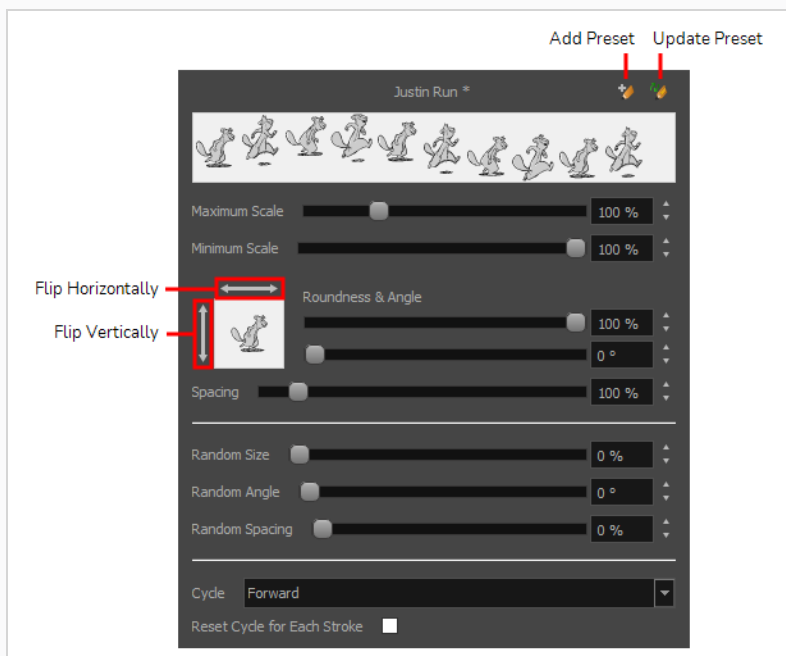 Add Preset Update Preset
Justin Run *
Maximum Scale 100 %
Minimum Scale 100 %
Flip Horizontally
Roundness & Angle
Flip Vertically
100 %
0 °
Spacing 100 %
Random Size 0 %
Random Angle 0 °
Random Spacing 0 %
Cycle Forward
Reset Cycle for Each Stroke